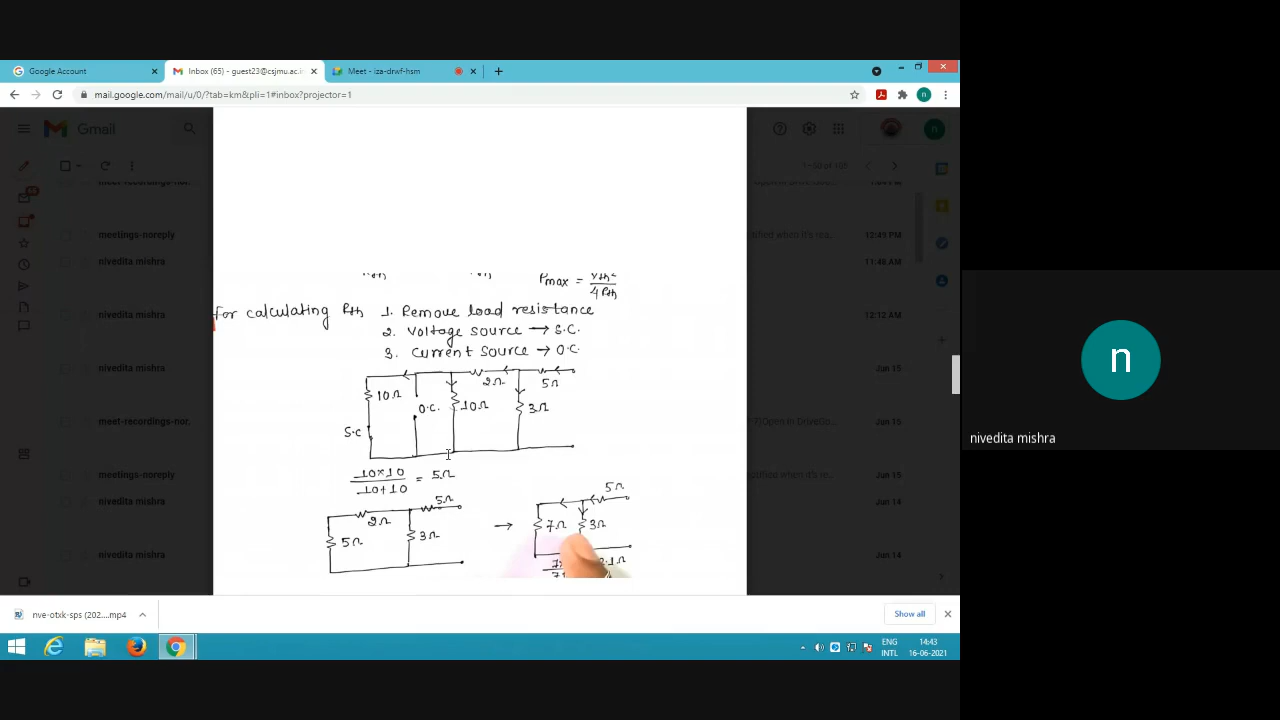 Google Account
Inbox (65) - guest23@csjmu.ac.i
Meet - iza-drwf-hsm
mail.google.com/mail/u/0/?tab=km&pli=1#inbox?projector=1
Gmail
n
meetings-noreply
12:49 PM
nivedita mishra
11:46 AM
nivedita mishra
12:12 AM
nivedita mishra
Jun 15
meet-recordings-nor.
Jun 15
meetings-noreply
Jun 15
nivedita mishra
Jun 14
nivedita mishra
Jun 14
Pmax = Vth² / 4Rth
For calculating Rth 1. Remove load resistance
2. Voltage source → S.C.
3. Current source → O.C.
2Ω 5Ω
10Ω O.C. 10Ω 3Ω
S.C
10×10 / 10+10 = 5Ω
5Ω
5Ω
2Ω
5Ω 3Ω → 7Ω 3Ω
nve-otxk-sps (202....mp4
Show all
ENG
INTL
14:43
16-06-2021
n
nivedita mishra